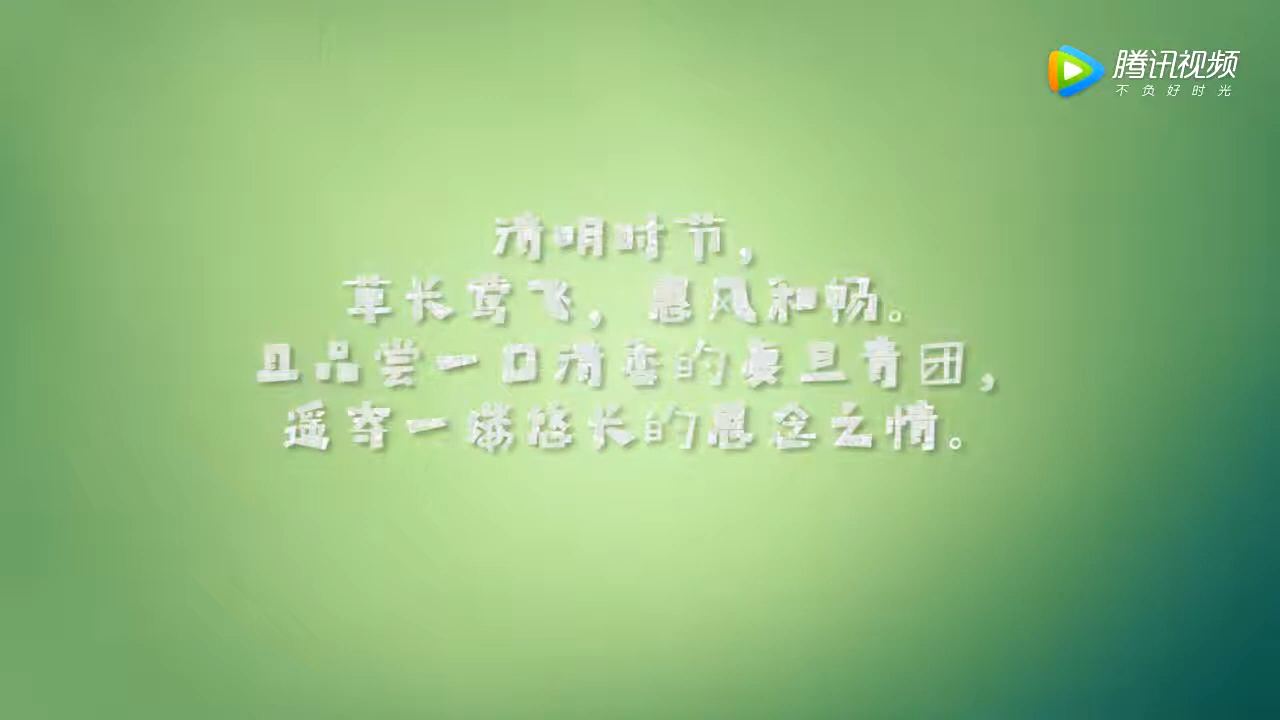 腾讯视频
不负好时光
清明时节，
草长莺飞，惠风和畅。
且品尝一口清香的奥旦青团，
遥寄一缕悠长的思念之情。